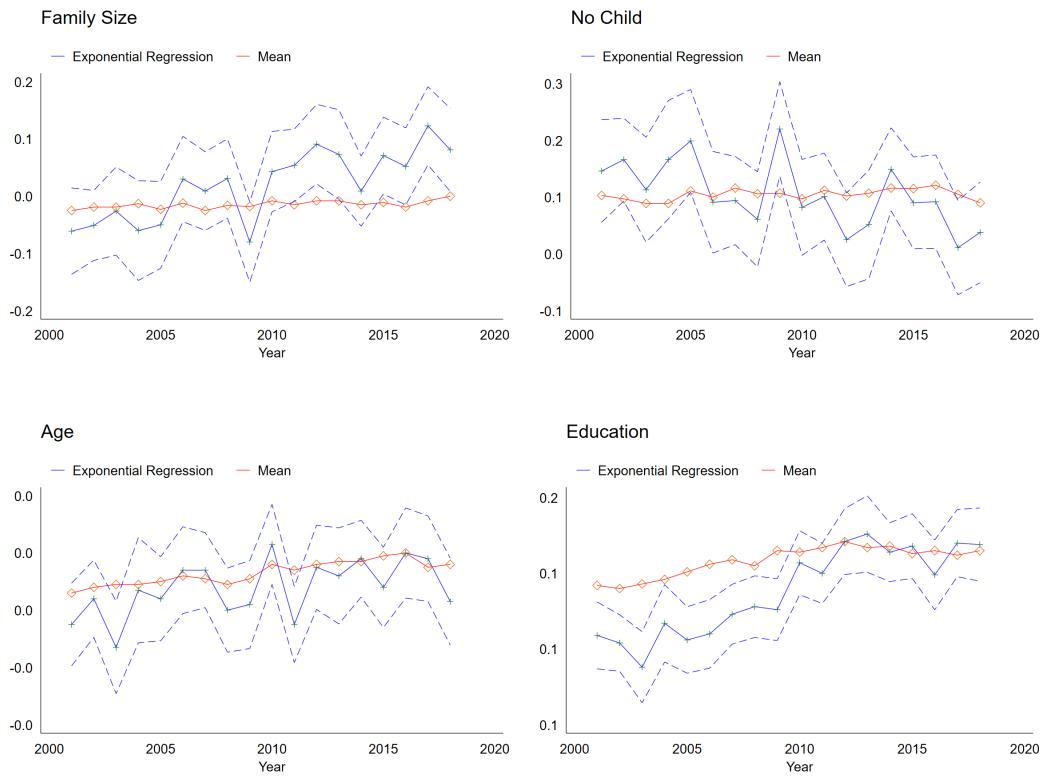 Family Size
Exponential Regression Mean
0.2
0.1
0.0
-0.1
-0.2
2000 2005 2010 2015 2020
Year
No Child
Exponential Regression Mean
0.3
0.2
0.1
0.0
-0.1
2000 2005 2010 2015 2020
Year
Age
Exponential Regression Mean
0.0
0.0
0.0
-0.0
-0.0
2000 2005 2010 2015 2020
Year
Education
Exponential Regression Mean
0.2
0.1
0.1
0.1
2000 2005 2010 2015 2020
Year